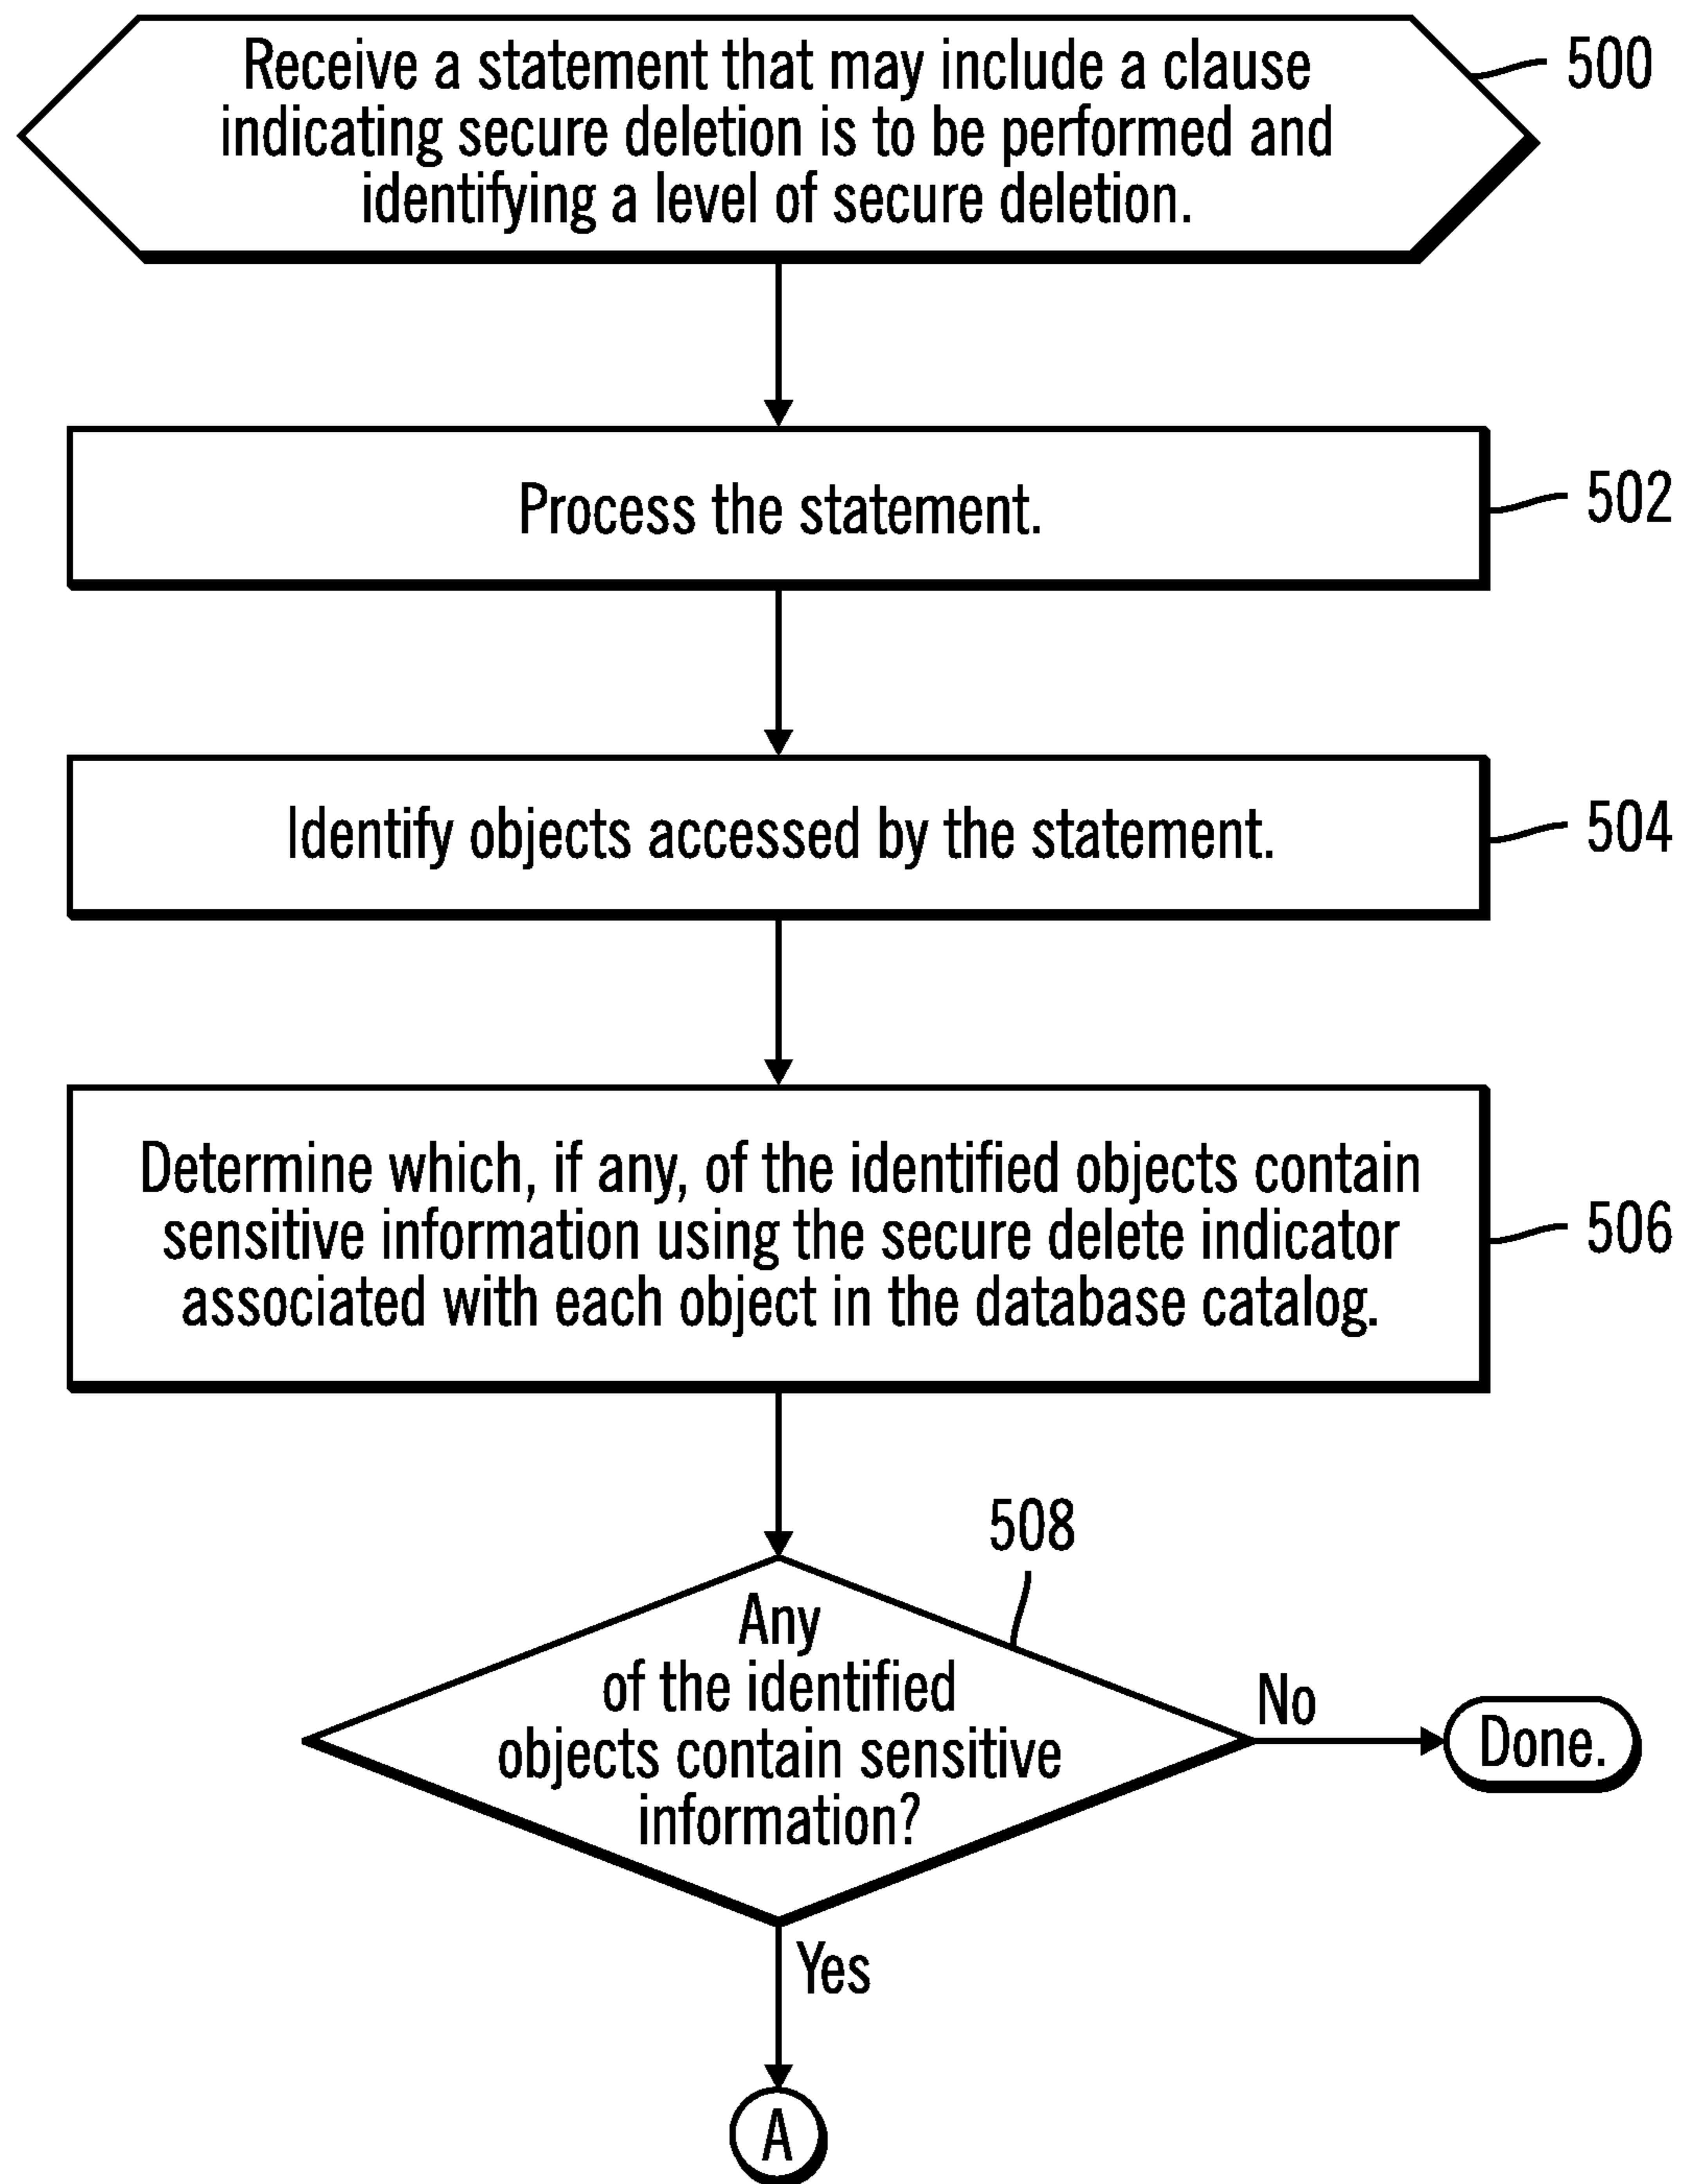 Receive a statement that may include a clause
indicating secure deletion is to be performed and
identifying a level of secure deletion.
500
Process the statement.
502
Identify objects accessed by the statement.
504
Determine which, if any, of the identified objects contain
sensitive information using the secure delete indicator
associated with each object in the database catalog.
506
508
Any
of the identified
objects contain sensitive
information?
No
Done.
Yes
A